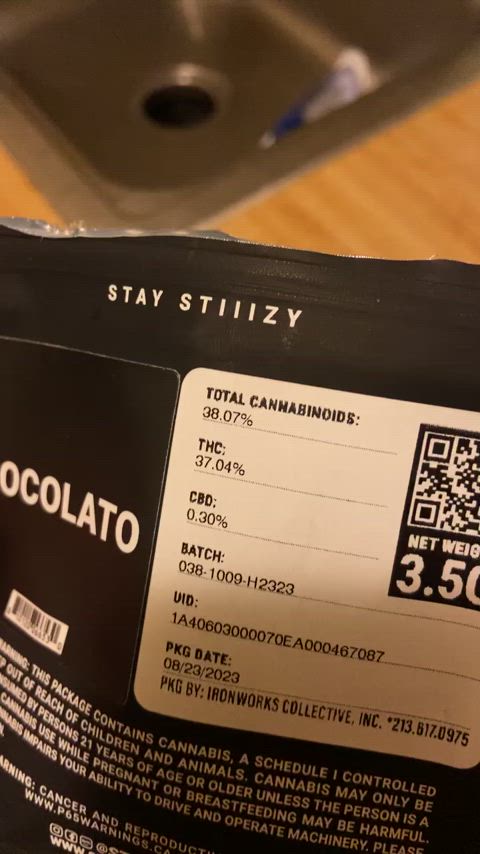 STAY STIIIZY
OCOLATO
TOTAL CANNABINOIDS:
38.07%
THC:
37.04%
CBD:
0.30%
BATCH:
038-1009-H2323
UID:
1A40603000070EA000467087
PKG DATE:
08/23/2023
PKG BY: IRONWORKS COLLECTIVE, INC. *213.617.0975
NET WEIG
3.50
ARNING: THIS PACKAGE CONTAINS CANNABIS, A SCHEDULE I CONTROLLED
P OUT OF REACH OF CHILDREN AND ANIMALS. CANNABIS MAY ONLY BE
BY PERSONS 21 YEARS OF AGE OR OLDER UNLESS THE PERSON IS A
CANNABIS USE WHILE PREGNANT OR BREASTFEEDING MAY BE HARMFUL.
NABIS IMPAIRS YOUR ABILITY TO DRIVE AND OPERATE MACHINERY. PLEASE
ARNING: CANCER AND REPRODUCTI
WWW.P65WARNINGS.CA